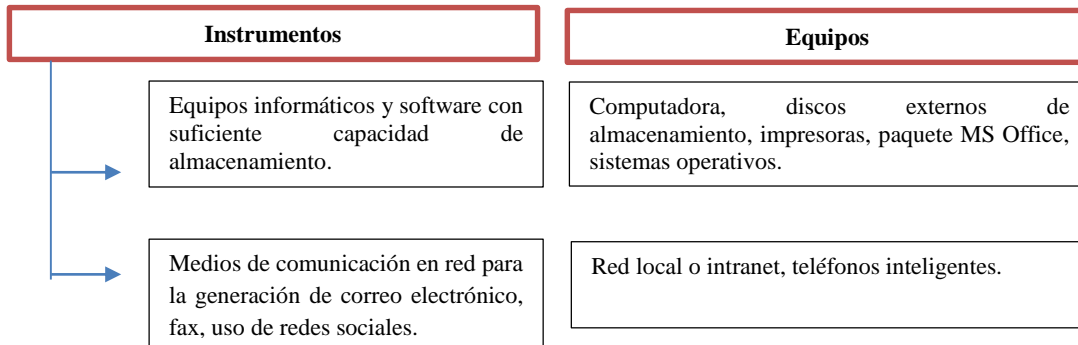 Instrumentos
Equipos
Equipos informáticos y software con
suficiente capacidad de
almacenamiento.
Computadora, discos externos de
almacenamiento, impresoras, paquete MS Office,
sistemas operativos.
Medios de comunicación en red para
la generación de correo electrónico,
fax, uso de redes sociales.
Red local o intranet, teléfonos inteligentes.